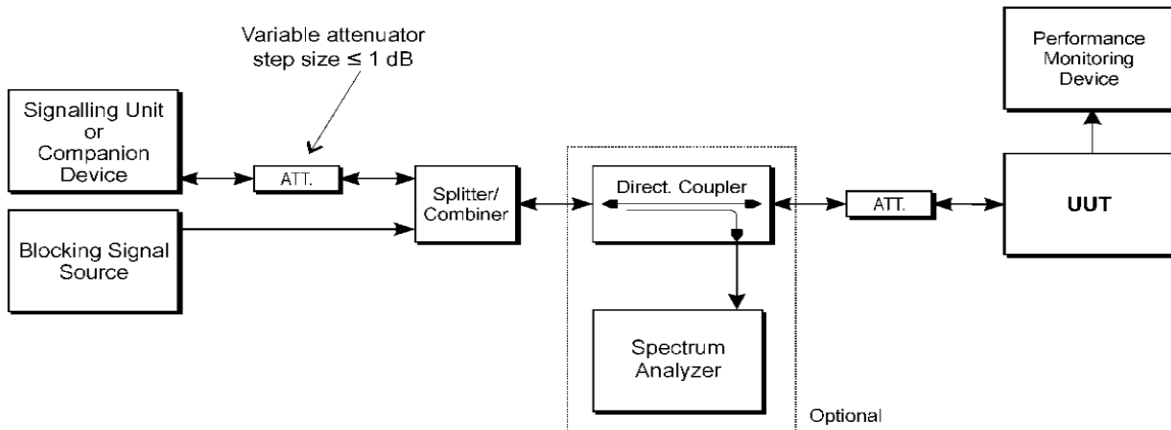 Variable attenuator
step size ≤ 1 dB
Performance
Monitoring
Device
Signalling Unit
or
Companion
Device
ATT.
Splitter/
Combiner
Direct. Coupler
ATT.
UUT
Blocking Signal
Source
Spectrum
Analyzer
Optional